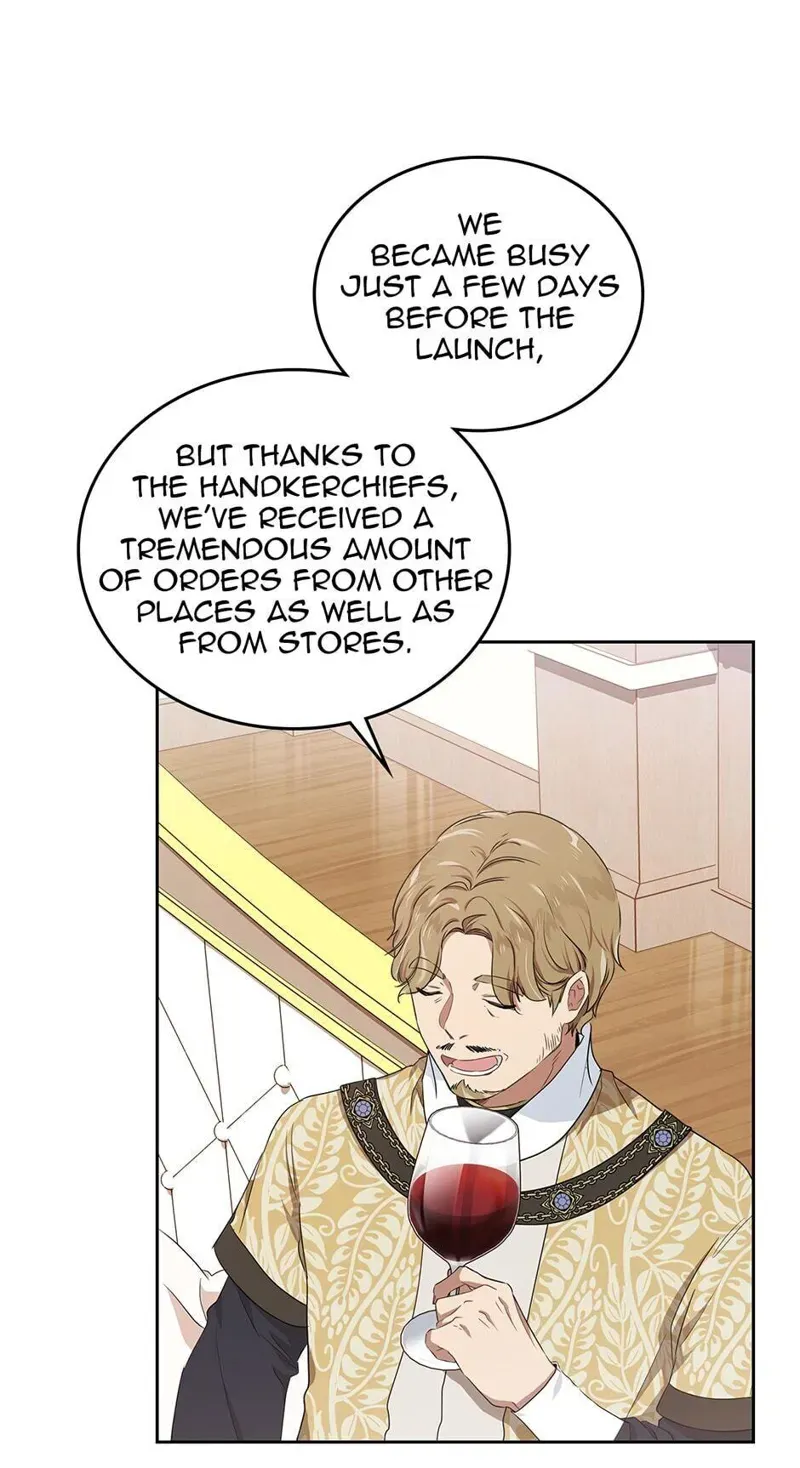 WE
BECAME BUSY
JUST A FEW DAYS
BEFORE THE
LAUNCH,
BUT THANKS TO
THE HANDKERCHIEFS,
WE'VE RECEIVED A
TREMENDOUS AMOUNT
OF ORDERS FROM OTHER
PLACES AS WELL AS
FROM STORES.